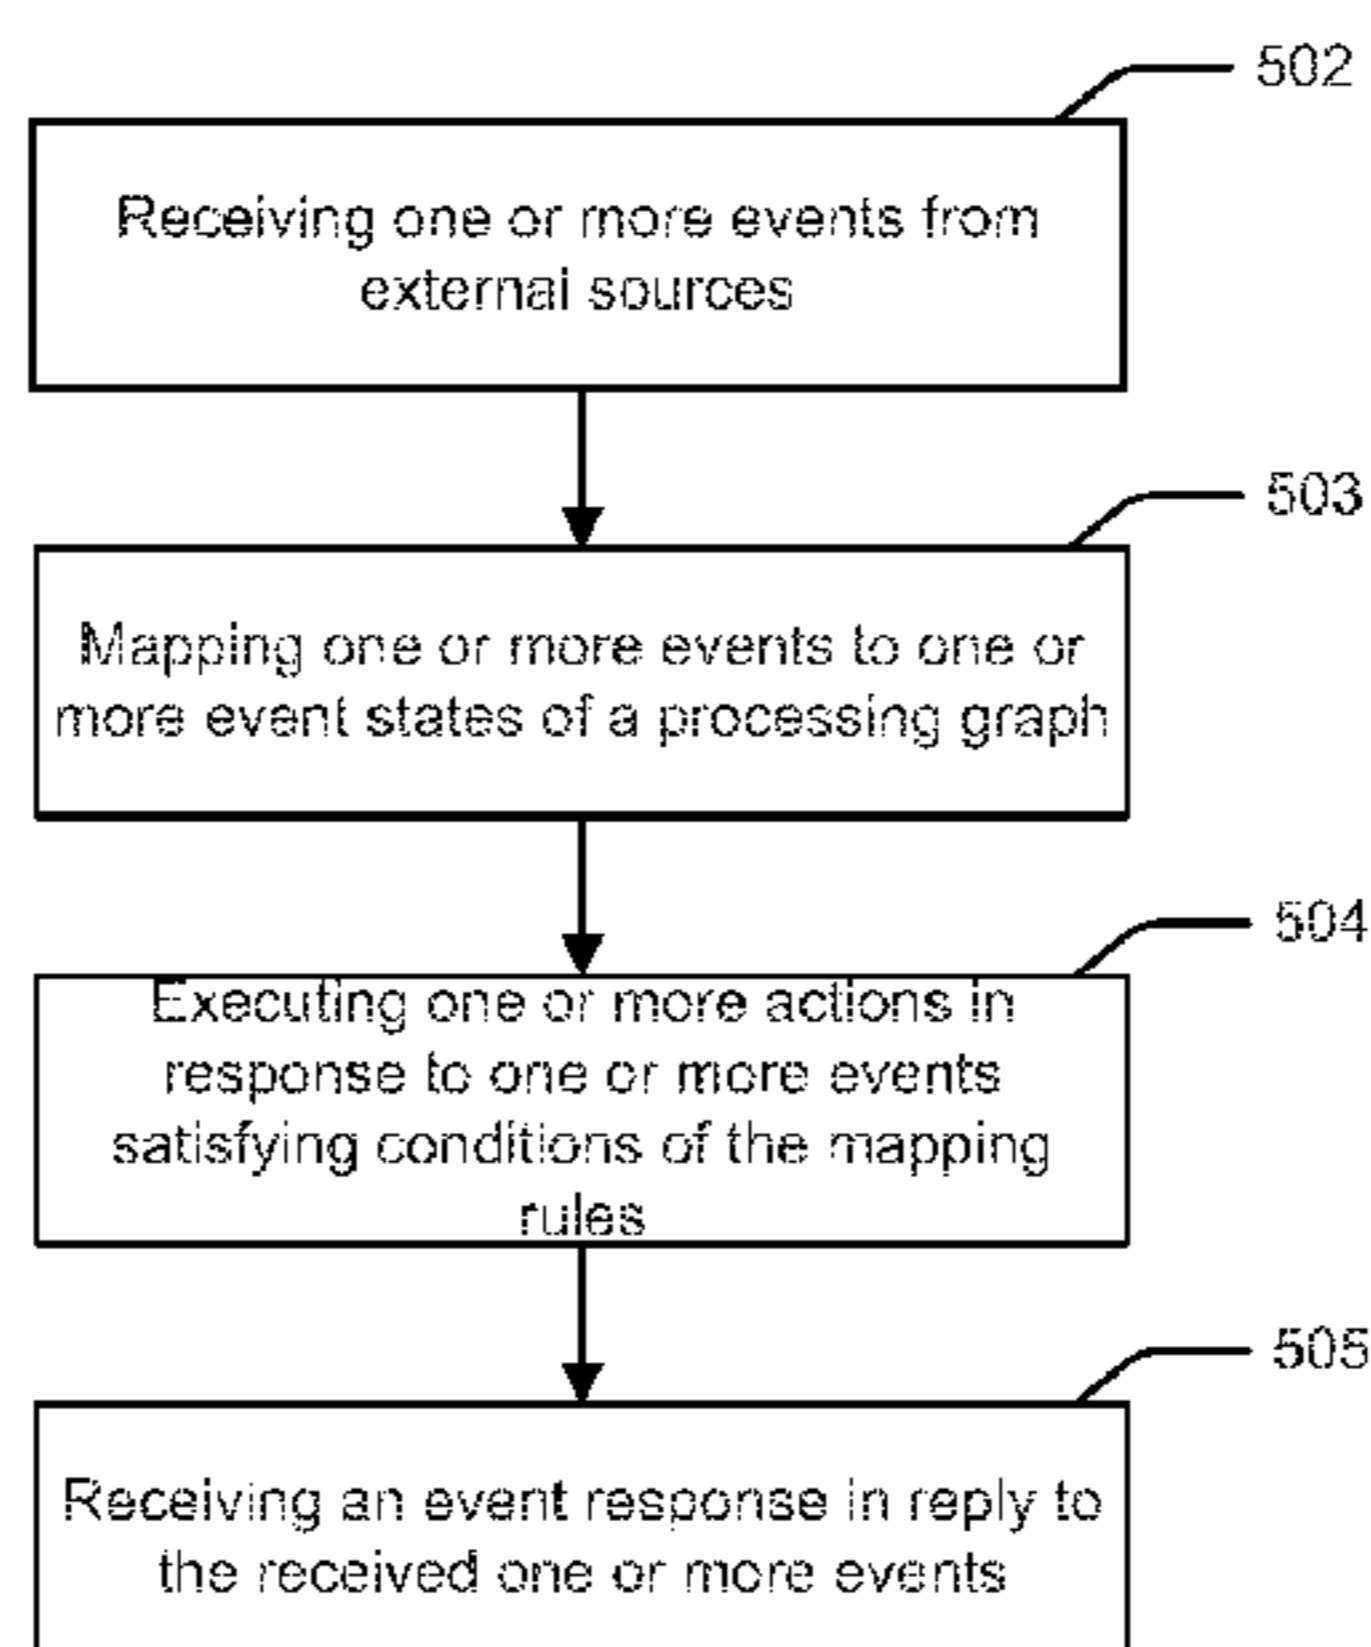 502
Receiving one or more events from
external sources
503
Mapping one or more events to one or
more event states of a processing graph
504
Executing one or more actions in
response to one or more events
satisfying conditions of the mapping
rules
505
Receiving an event response in reply to
the received one or more events